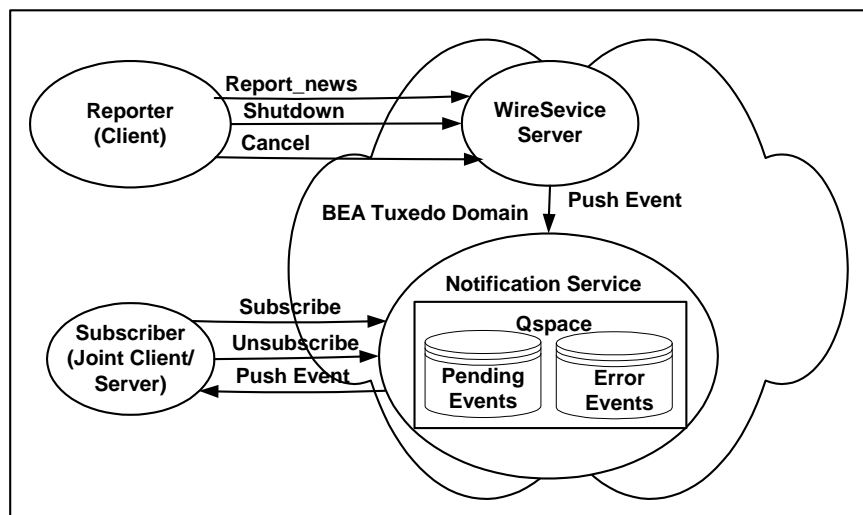 Report_news
Reporter
(Client)
Shutdown
Cancel
WireSevice
Server
BEA Tuxedo Domain
Push Event
Notification Service
Subscribe
Subscriber
(Joint Client/
Server)
Unsubscribe
Push Event
Qspace
Pending
Events
Error
Events